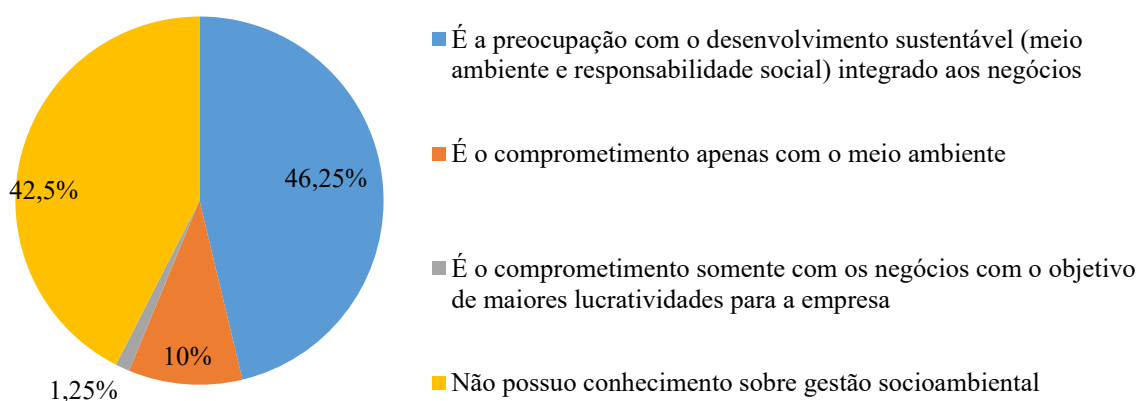 É a preocupação com o desenvolvimento sustentável (meio
ambiente e responsabilidade social) integrado aos negócios
É o comprometimento apenas com o meio ambiente
É o comprometimento somente com os negócios com o objetivo
de maiores lucratividades para a empresa
Não possuo conhecimento sobre gestão socioambiental
46,25%
42,5%
10%
1,25%